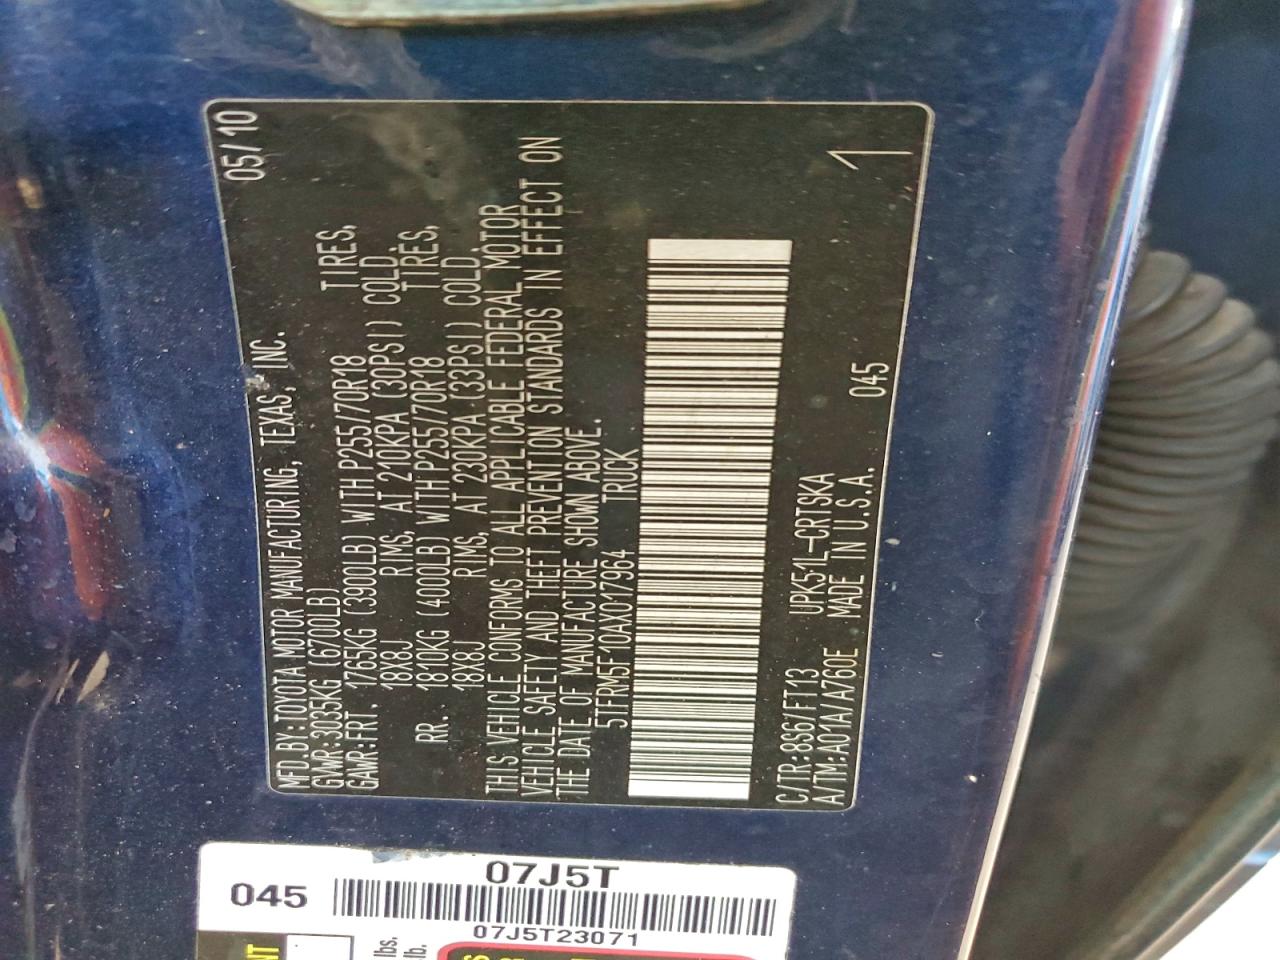 MFD. BY: TOYOTA MOTOR MANUFACTURING, TEXAS, INC. 05/10
GVWR: 3035KG (6700LB)
GAWR: FRT. 1765KG (3900LB) WITH P255/70R18 TIRES,
18X8J RIMS, AT 210KPA (30PSI) COLD.
RR. 1810KG (4000LB) WITH P255/70R18 TIRES,
18X8J RIMS, AT 230KPA (33PSI) COLD.
THIS VEHICLE CONFORMS TO ALL APPLICABLE FEDERAL MOTOR
VEHICLE SAFETY AND THEFT PREVENTION STANDARDS IN EFFECT ON
THE DATE OF MANUFACTURE SHOWN ABOVE.
5TFRM5F10AX017964 TRUCK
C/TR: 8S6/FT13 UPK51L-CRTSKA 045
A/TM: A01A/A760E MADE IN U.S.A.
07J5T
045
07J5T23071
lbs.
lb.
NT